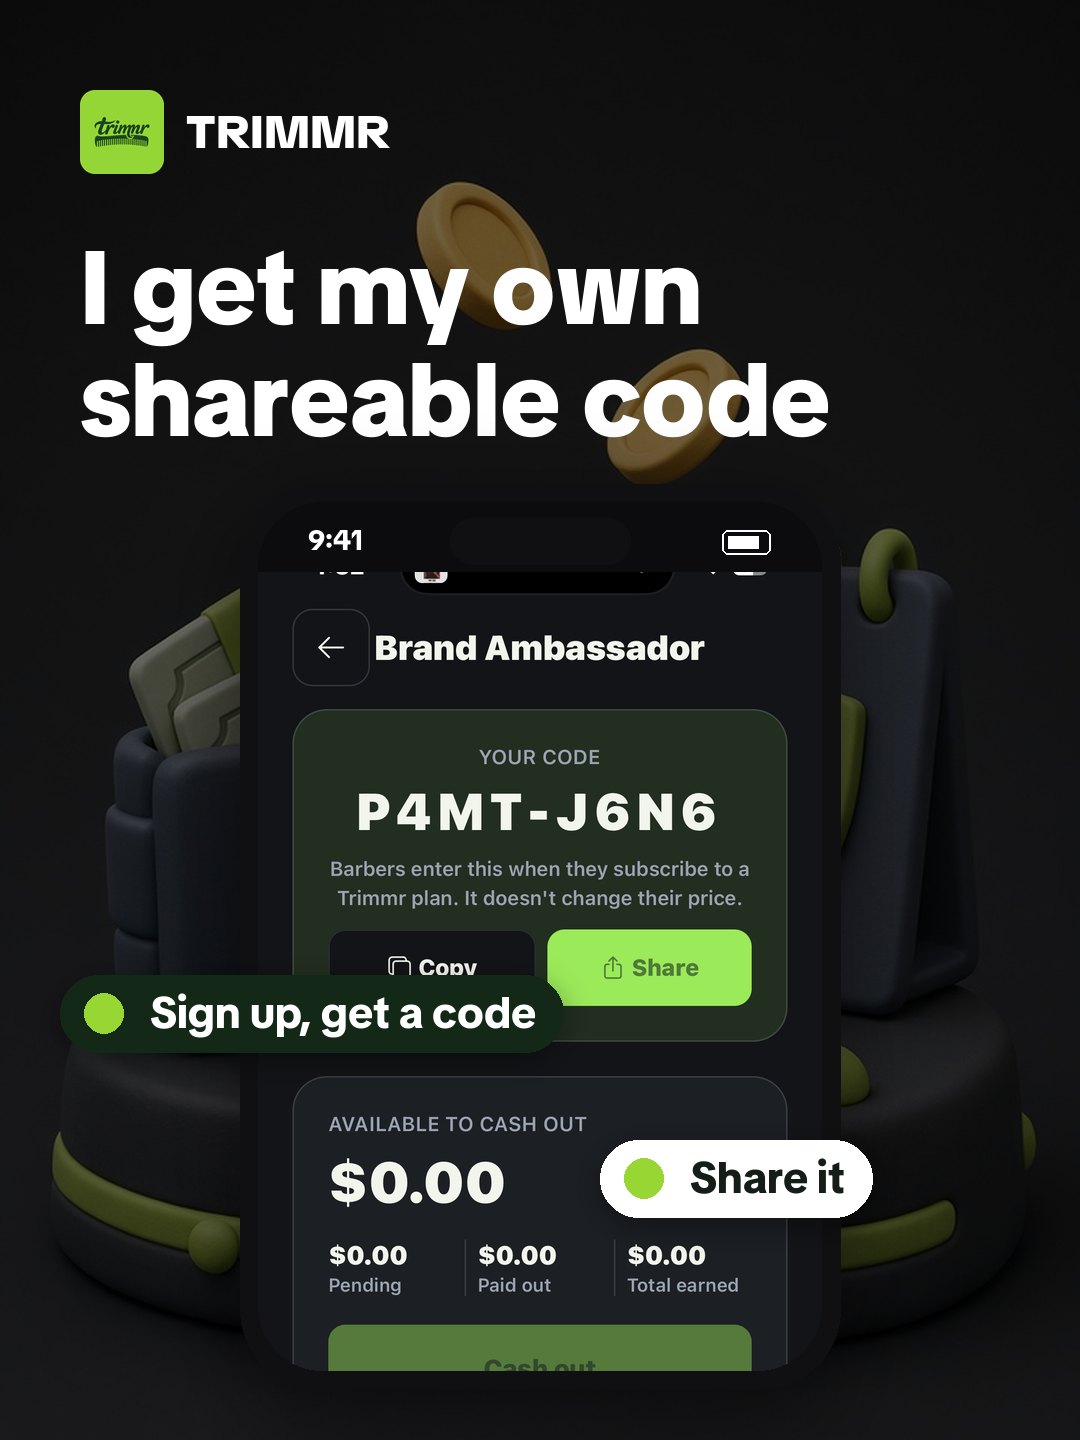 trimmr
TRIMMR
I get my own
shareable code
9:41
Brand Ambassador
YOUR CODE
P4MT-J6N6
Barbers enter this when they subscribe to a
Trimmr plan. It doesn't change their price.
Copy
Share
Sign up, get a code
AVAILABLE TO CASH OUT
$0.00
Share it
$0.00
$0.00
$0.00
Pending
Paid out
Total earned
Cash out